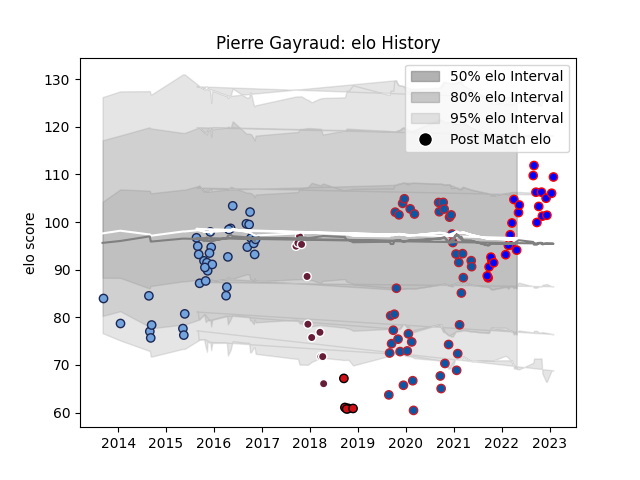 Pierre Gayraud: elo History
50% elo Interval
80% elo Interval
95% elo Interval
Post Match elo
elo score
130
120
110
100
90
80
70
60
2014 2015 2016 2017 2018 2019 2020 2021 2022 2023